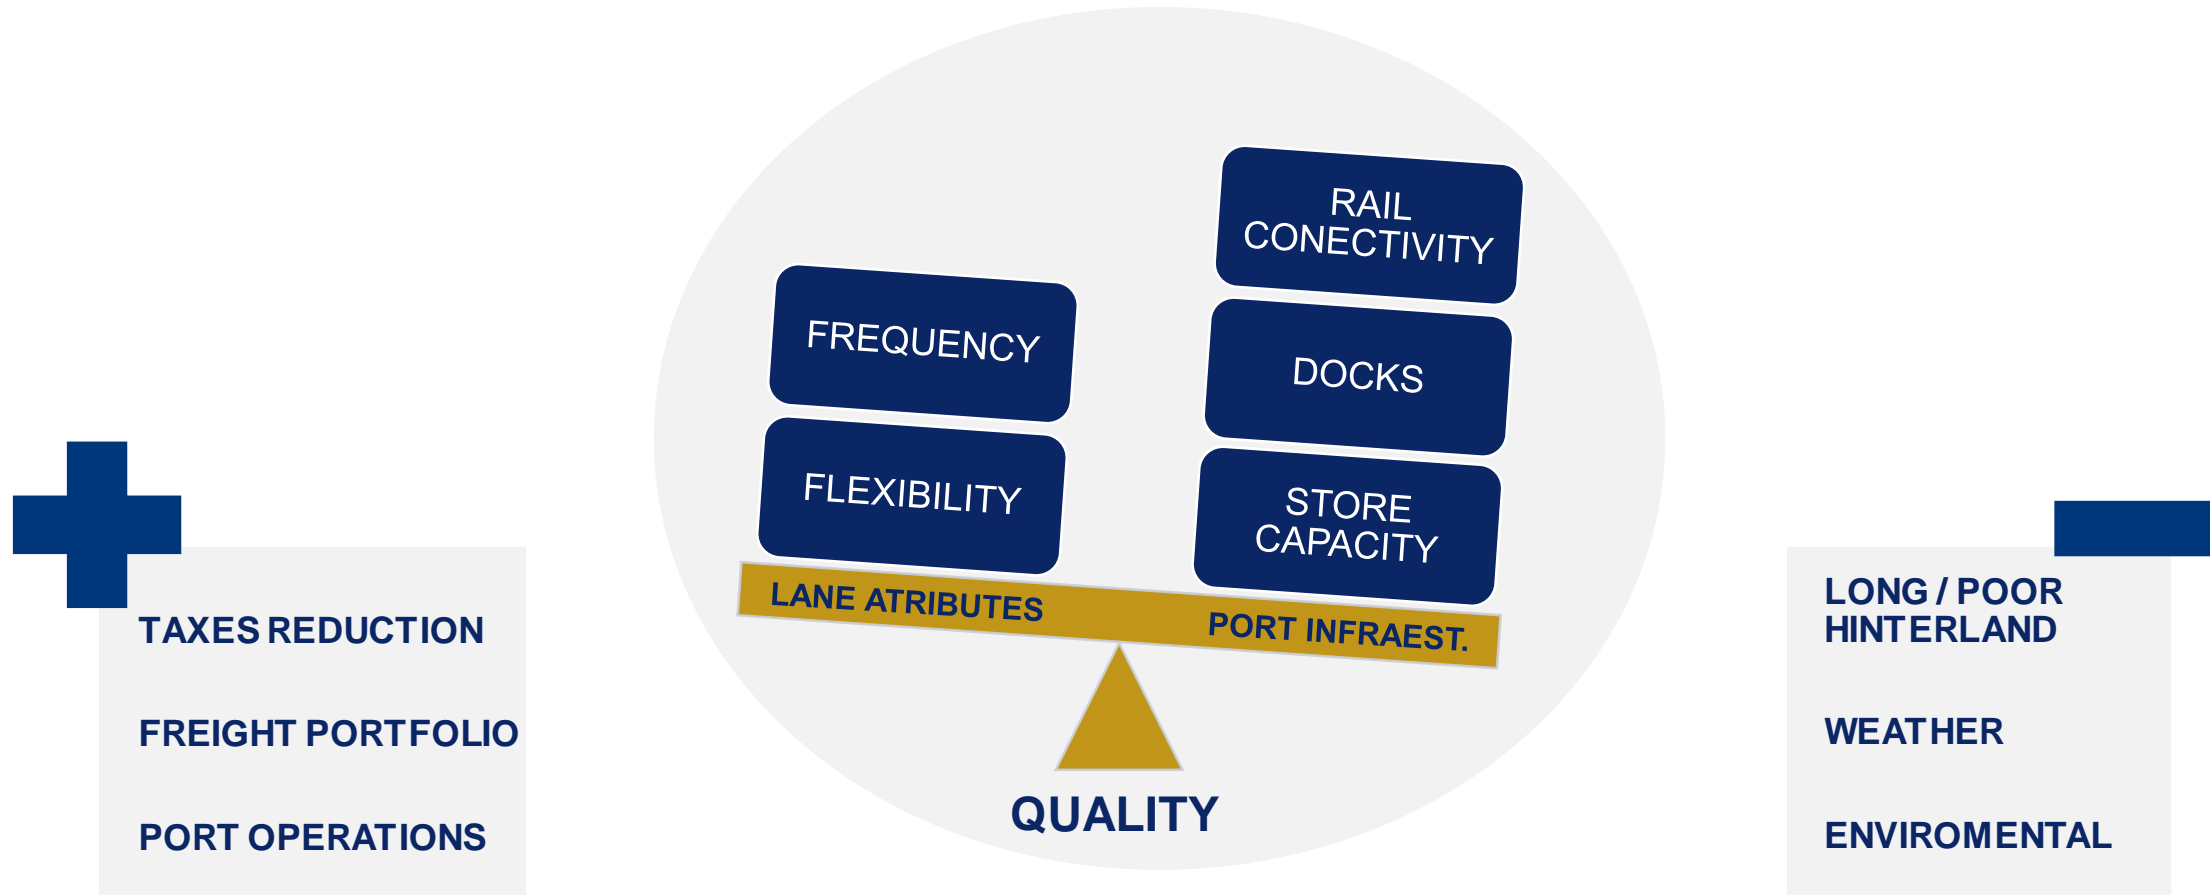 TAXES REDUCTION
FREIGHT PORTFOLIO
PORT OPERATIONS
FREQUENCY
FLEXIBILITY
LANE ATRIBUTES
RAIL
CONECTIVITY
DOCKS
STORE
CAPACITY
PORT INFRAEST.
QUALITY
LONG / POOR
HINTERLAND
WEATHER
ENVIROMENTAL